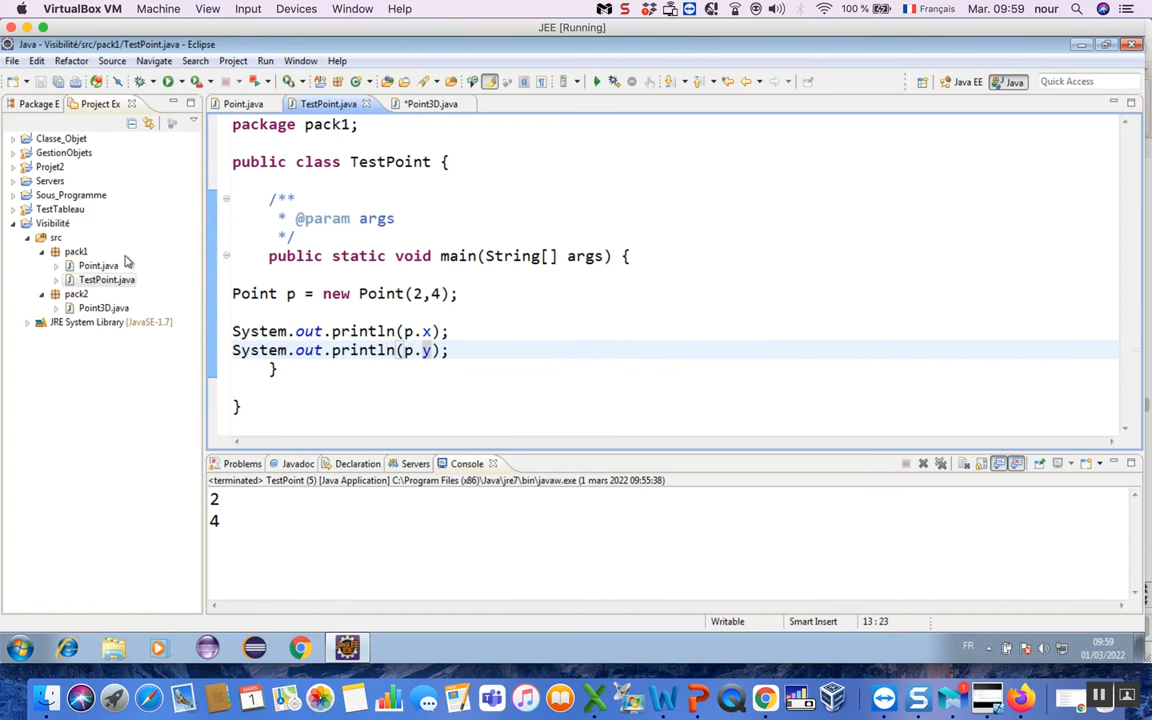 VirtualBox VM Machine View Input Devices Window Help 100 % Français Mar. 09:59 nour
JEE [Running]
Java - Visibilité/src/pack1/TestPoint.java - Eclipse
File Edit Refactor Source Navigate Search Project Run Window Help
Java EE Java Quick Access
Package E Project Ex Point.java TestPoint.java *Point3D.java
Classe_Objet
GestionObjets
Projet2
Servers
Sous_Programme
TestTableau
Visibilité
src
pack1
Point.java
TestPoint.java
pack2
Point3D.java
JRE System Library [JavaSE-1.7]
package pack1;
public class TestPoint {
/**
* @param args
*/
public static void main(String[] args) {
Point p = new Point(2,4);
System.out.println(p.x);
System.out.println(p.y);
}
}
Problems Javadoc Declaration Servers Console
<terminated> TestPoint (5) [Java Application] C:\Program Files (x86)\Java\jre7\bin\javaw.exe (1 mars 2022 09:55:38)
2
4
Writable Smart Insert 13 : 23
FR 09:59
01/03/2022